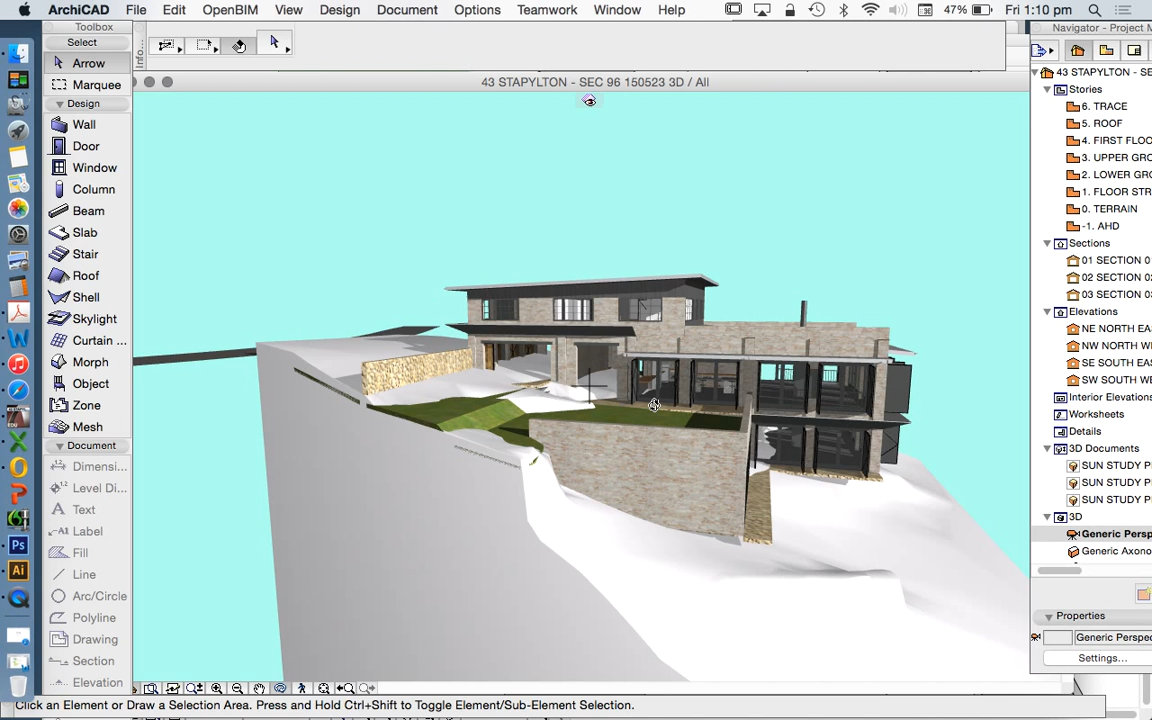 ArchiCAD File Edit OpenBIM View Design Document Options Teamwork Window Help 47% Fri 1:10 pm
Toolbox
Select
Arrow
Marquee
Design
Wall
Door
Window
Column
Beam
Slab
Stair
Roof
Shell
Skylight
Curtain ...
Morph
Object
Zone
Mesh
Document
Dimensi...
Level Di...
Text
Label
Fill
Line
Arc/Circle
Polyline
Drawing
Section
Elevation
43 STAPYLTON - SEC 96 150523 3D / All
Navigator - Project M
43 STAPYLTON - SE
Stories
6. TRACE
5. ROOF
4. FIRST FLOO
3. UPPER GRO
2. LOWER GRO
1. FLOOR STR
0. TERRAIN
-1. AHD
Sections
01 SECTION 0
02 SECTION 02
03 SECTION 03
Elevations
NE NORTH EAS
NW NORTH WE
SE SOUTH EAS
SW SOUTH WE
Interior Elevations
Worksheets
Details
3D Documents
SUN STUDY P
SUN STUDY P
SUN STUDY P
3D
Generic Persp
Generic Axono
Properties
Generic Perspe
Settings...
Click an Element or Draw a Selection Area. Press and Hold Ctrl+Shift to Toggle Element/Sub-Element Selection.